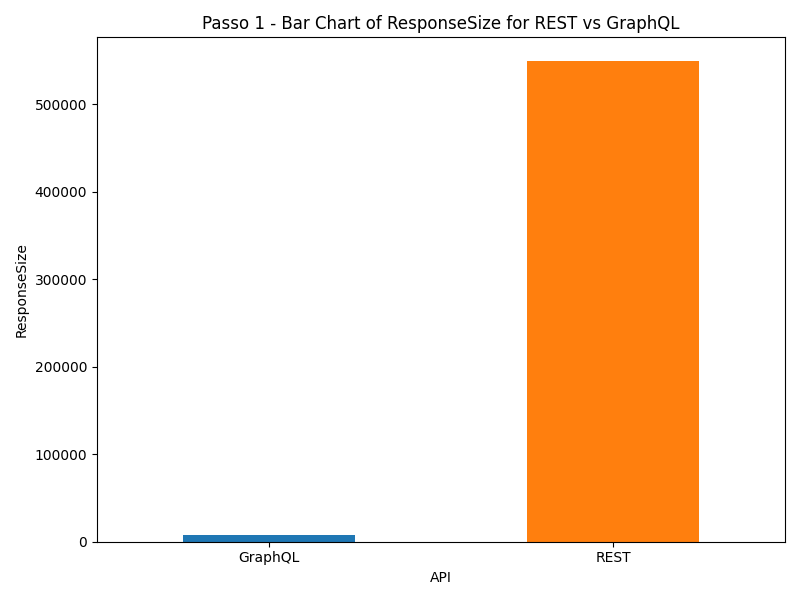 Passo 1 - Bar Chart of ResponseSize for REST vs GraphQL
500000
400000
300000
200000
100000
0
ResponseSize
GraphQL
REST
API